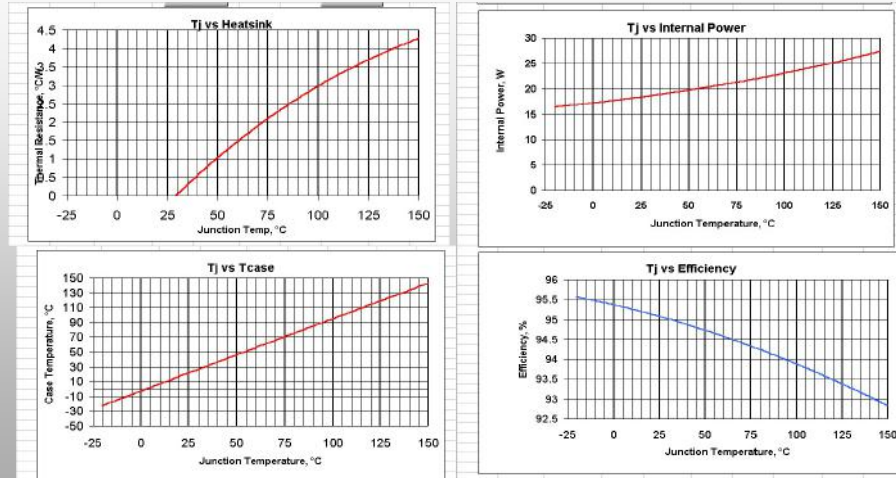 Tj vs Heatsink
Thermal Resistance, °C/W
4.5
4
3.5
3
2.5
2
1.5
1
0.5
0
-25 0 25 50 75 100 125 150
Junction Temp, °C
Tj vs Internal Power
Internal Power, W
30
25
20
15
10
5
0
-25 0 25 50 75 100 125 150
Junction Temperature, °C
Tj vs Tcase
Case Temperature, °C
150
130
110
90
70
50
30
10
-10
-30
-50
-25 0 25 50 75 100 125 150
Junction Temperature, °C
Tj vs Efficiency
Efficiency, %
96
95.5
95
94.5
94
93.5
93
92.5
-25 0 25 50 75 100 125 150
Junction Temperature, °C